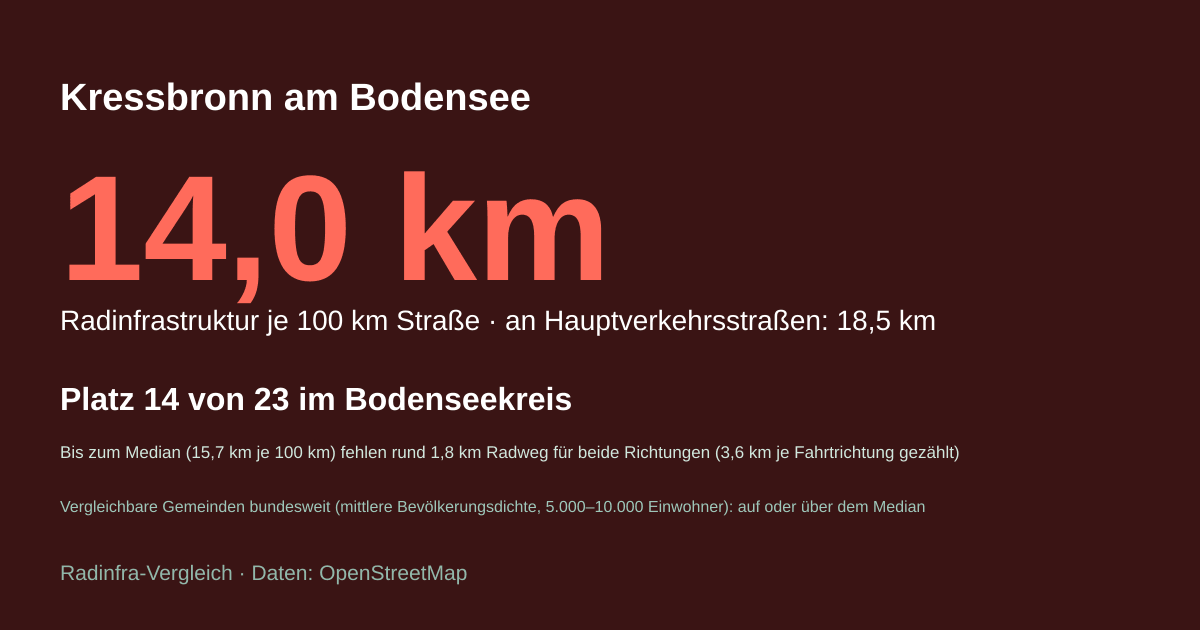 Kressbronn am Bodensee
14,0 km
Radinfrastruktur je 100 km Straße · an Hauptverkehrsstraßen: 18,5 km
Platz 14 von 23 im Bodenseekreis
Bis zum Median (15,7 km je 100 km) fehlen rund 1,8 km Radweg für beide Richtungen (3,6 km je Fahrtrichtung gezählt)
Vergleichbare Gemeinden bundesweit (mittlere Bevölkerungsdichte, 5.000–10.000 Einwohner): auf oder über dem Median
Radinfra-Vergleich · Daten: OpenStreetMap